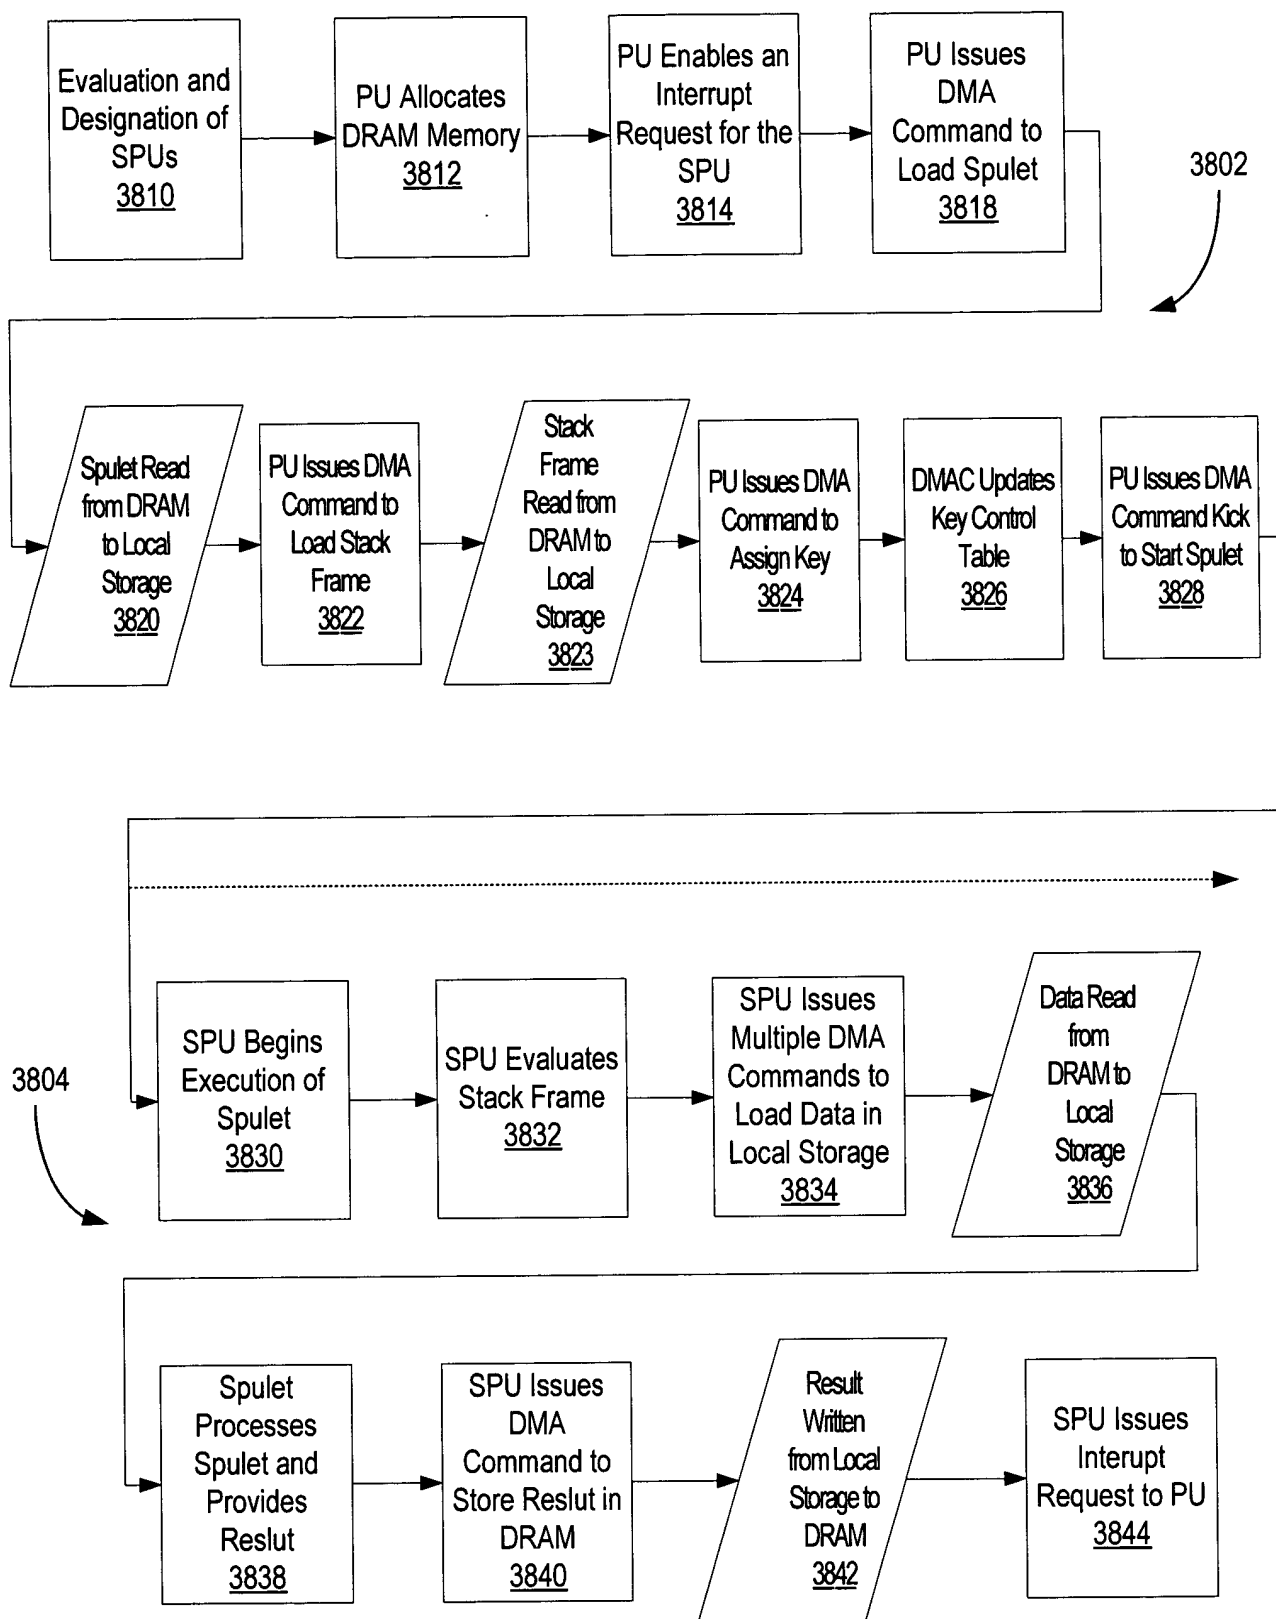 Evaluation and
Designation of
SPUs
3810
PU Allocates
DRAM Memory
3812
PU Enables an
Interrupt
Request for the
SPU
3814
PU Issues
DMA
Command to
Load Spulet
3818
3802
Spulet Read
from DRAM
to Local
Storage
3820
PU Issues DMA
Command to
Load Stack
Frame
3822
Stack
Frame
Read from
DRAM to
Local
Storage
3823
PU Issues DMA
Command to
Assign Key
3824
DMAC Updates
Key Control
Table
3826
PU Issues DMA
Command Kick
to Start Spulet
3828
3804
SPU Begins
Execution of
Spulet
3830
SPU Evaluates
Stack Frame
3832
SPU Issues
Multiple DMA
Commands to
Load Data in
Local Storage
3834
Data Read
from
DRAM to
Local
Storage
3836
Spulet
Processes
Spulet and
Provides
Reslut
3838
SPU Issues
DMA
Command to
Store Reslut in
DRAM
3840
Result
Written
from Local
Storage to
DRAM
3842
SPU Issues
Interupt
Request to PU
3844